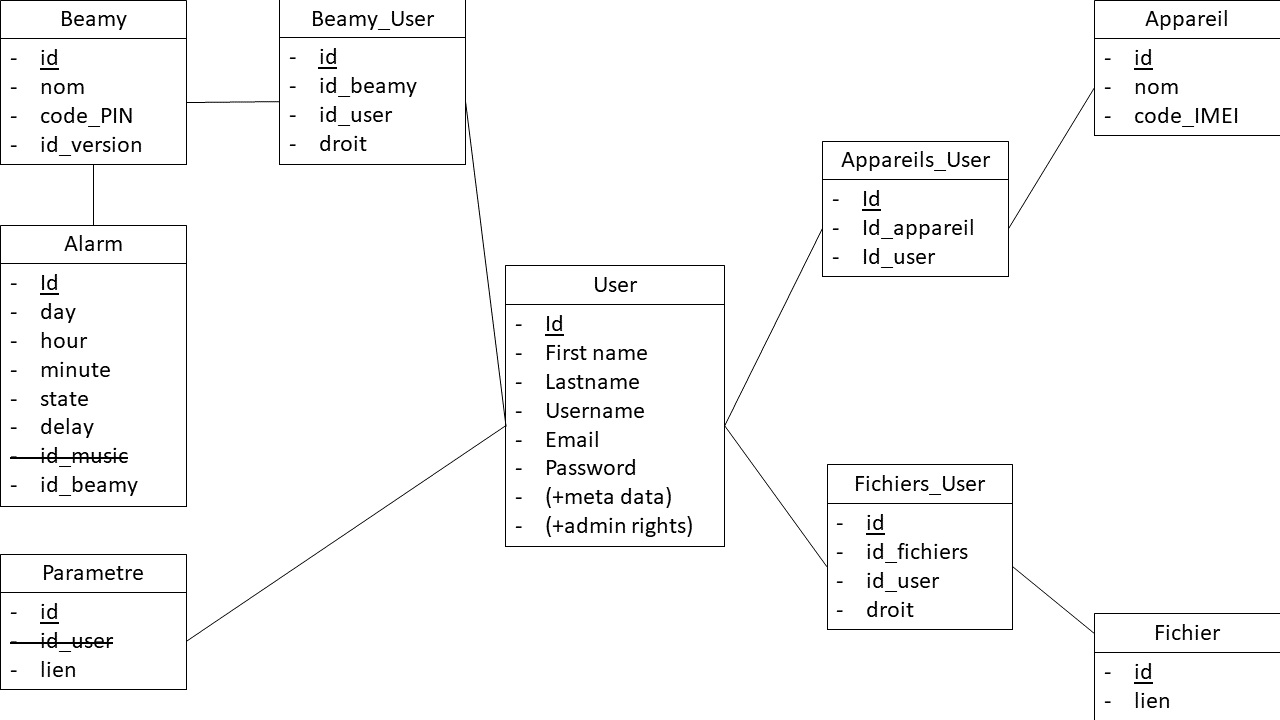 Beamy
- id
- nom
- code_PIN
- id_version
Beamy_User
- id
- id_beamy
- id_user
- droit
Appareil
- id
- nom
- code_IMEI
Appareils_User
- Id
- Id_appareil
- Id_user
Alarm
- Id
- day
- hour
- minute
- state
- delay
- id_music
- id_beamy
User
- Id
- First name
- Lastname
- Username
- Email
- Password
- (+meta data)
- (+admin rights)
Fichiers_User
- id
- id_fichiers
- id_user
- droit
Parametre
- id
- id_user
- lien
Fichier
- id
- lien